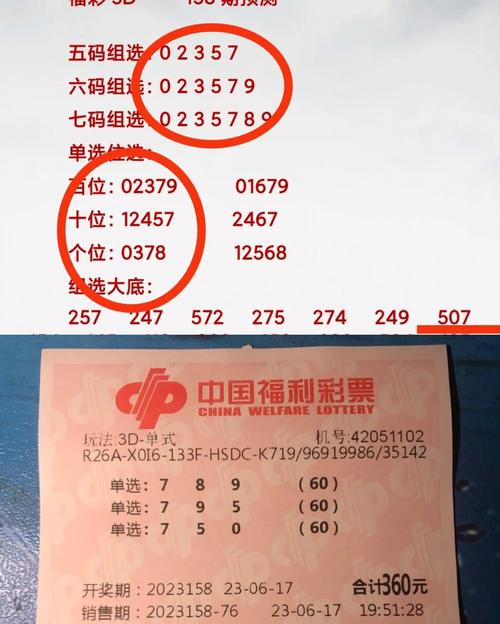 五码组选:0 2 3 5 7
六码组选:0 2 3 5 7 9
七码组选:0 2 3 5 7 8 9
单选位选:
百位:02379 01679
十位:12457 2467
个位:0378 12568
组选大底:
257 247 572 275 274 249 507
中国福利彩票
CHINA WELFARE LOTTERY
玩法:3D-单式 机号:42051102
R26A-X0I6-133F-HSDC-K719/96919986/35142
单选:7 8 9 (60)
单选:7 9 5 (60)
单选:7 5 0 (60)
开奖期:2023158 23-06-17 合计360元
销售期:2023158-76 23-06-17 19:51:28